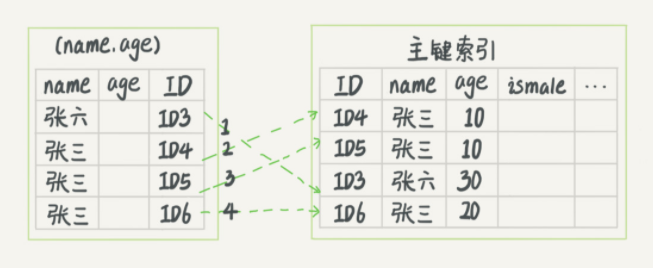 (name.age)
name age ID
张六 ID3
张三 ID4
张三 ID5
张三 ID6
1
2
3
4
主键索引
ID name age ismale ...
ID4 张三 10
ID5 张三 10
ID3 张六 30
ID6 张三 20